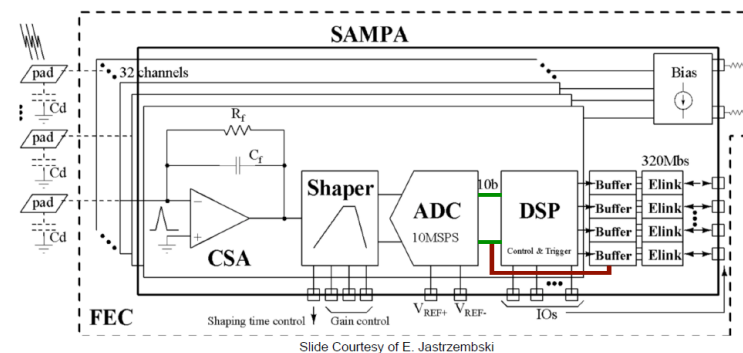 SAMPA
pad
32 channels
Bias
Cd
Rf
Cf
320Mbs
pad
Cd
pad
Cd
Shaper
ADC
10MSPS
10b
DSP
Control & Trigger
Buffer Elink
Buffer Elink
Buffer Elink
Buffer Elink
− +
CSA
FEC
Shaping time control
Gain control
VREF+ VREF-
IOs
Slide Courtesy of E. Jastrzembski